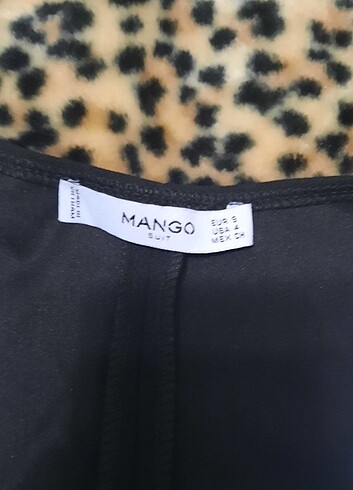 MANGO
SUIT
EUR S
USA 4
MEX CH